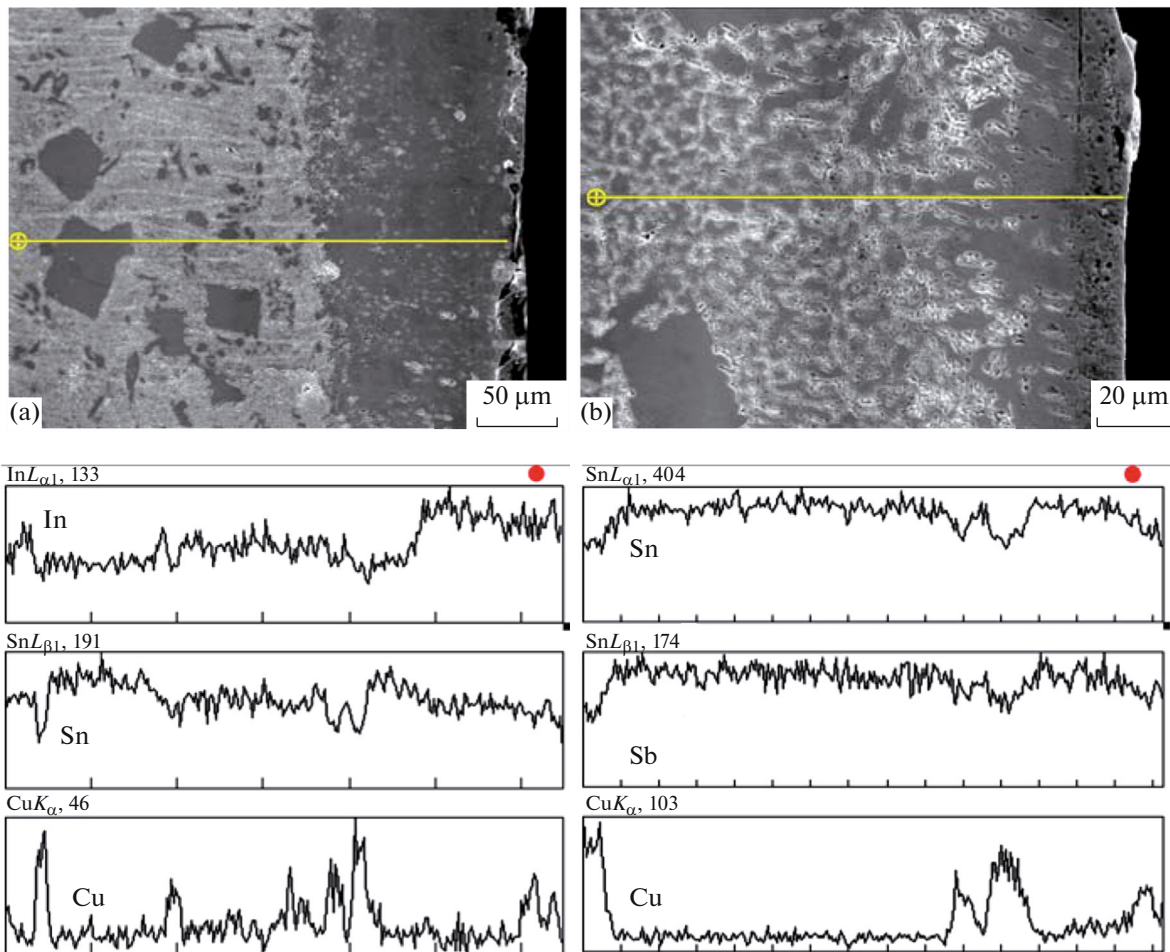 (a)
50 μm
(b)
20 μm
InLα1, 133
In
SnLβ1, 191
Sn
CuKα, 46
Cu
SnLα1, 404
Sn
SnLβ1, 174
Sb
CuKα, 103
Cu